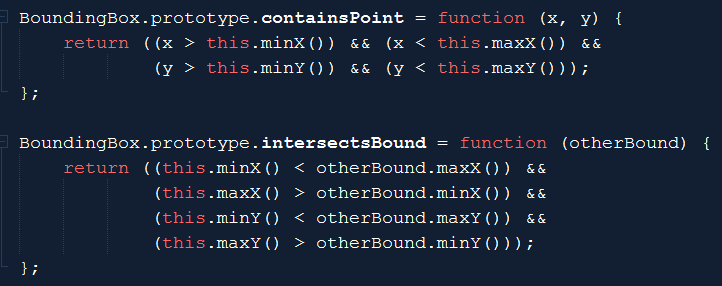 BoundingBox.prototype.containsPoint = function (x, y) {
    return ((x > this.minX()) && (x < this.maxX()) &&
            (y > this.minY()) && (y < this.maxY()));
};
BoundingBox.prototype.intersectsBound = function (otherBound) {
    return ((this.minX() < otherBound.maxX()) &&
            (this.maxX() > otherBound.minX()) &&
            (this.minY() < otherBound.maxY()) &&
            (this.maxY() > otherBound.minY()));
};